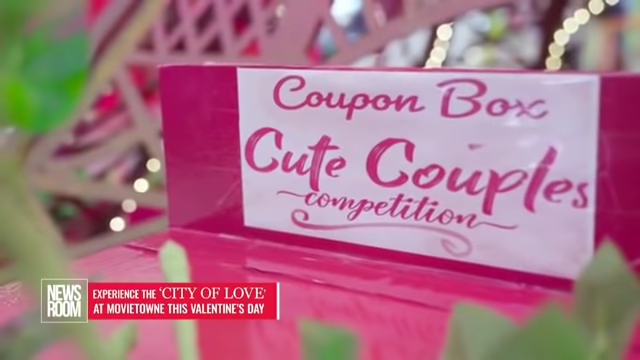 Coupon Box
Cute Couples
competition
NEWS
ROOM
EXPERIENCE THE 'CITY OF LOVE'
AT MOVIETOWNE THIS VALENTINE'S DAY